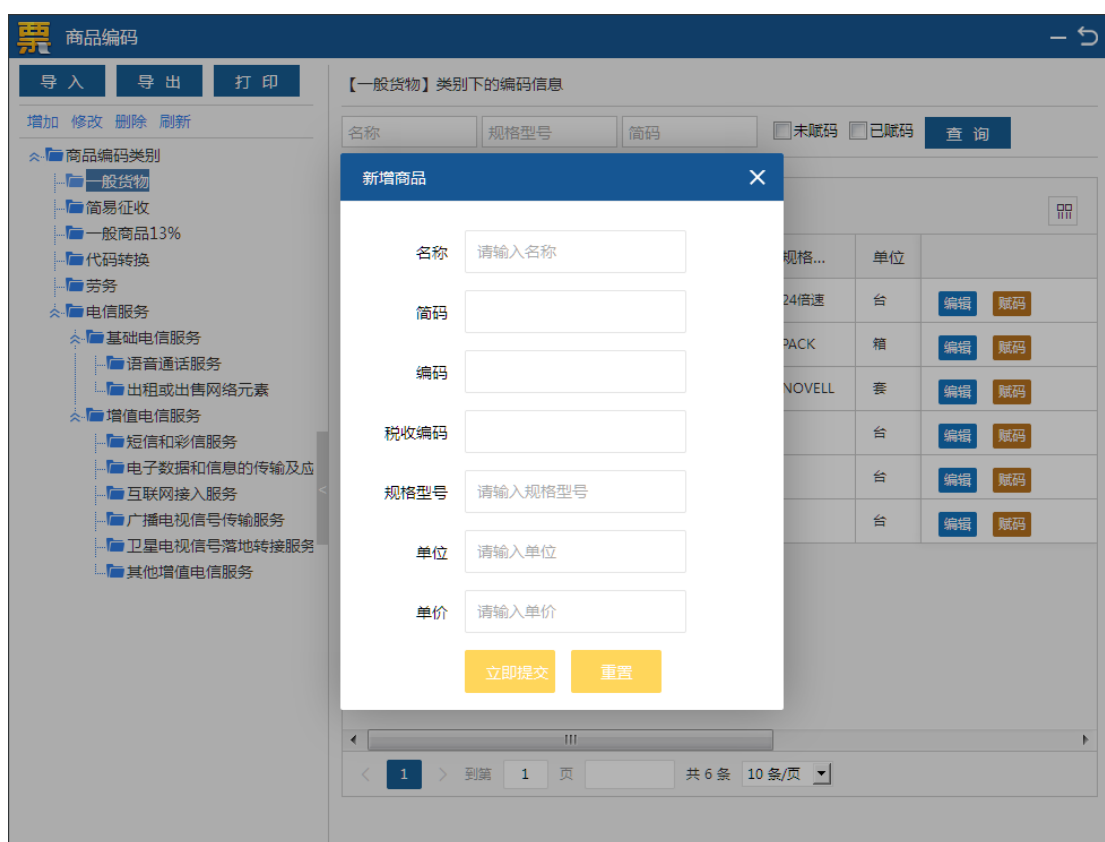 票 商品编码
导 入 导 出 打 印
增加 修改 删除 刷新
商品编码类别
一般货物
简易征收
一般商品13%
代码转换
劳务
电信服务
基础电信服务
语音通话服务
出租或出售网络元素
增值电信服务
短信和彩信服务
电子数据和信息的传输及应
互联网接入服务
广播电视信号传输服务
卫星电视信号落地转接服务
其他增值电信服务
<
【一般货物】类别下的编码信息
名称 规格型号 简码 未赋码 已赋码 查 询
规格... 单位
24倍速 台 编辑 赋码
PACK 箱 编辑 赋码
NOVELL 套 编辑 赋码
台 编辑 赋码
台 编辑 赋码
台 编辑 赋码
新增商品
名称 请输入名称
简码
编码
税收编码
规格型号 请输入规格型号
单位 请输入单位
单价 请输入单价
立即提交 重置
< 1 > 到第 1 页 共 6 条 10 条/页